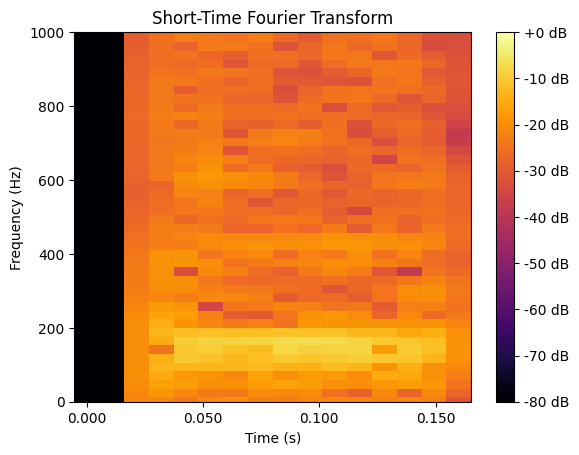 Short-Time Fourier Transform
1000
800
600
400
200
0
Frequency (Hz)
0.000
0.050
0.100
0.150
Time (s)
+0 dB
-10 dB
-20 dB
-30 dB
-40 dB
-50 dB
-60 dB
-70 dB
-80 dB